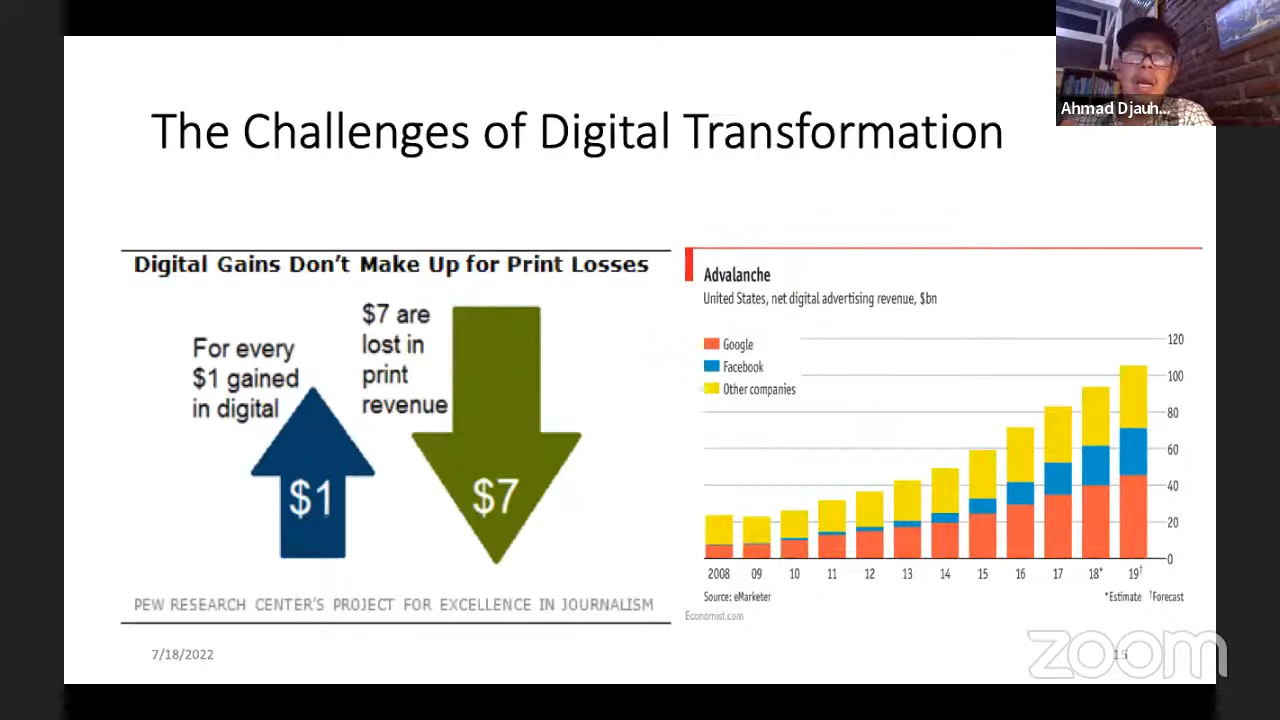 Ahmad Djauh...
The Challenges of Digital Transformation
Digital Gains Don't Make Up for Print Losses
For every
$1 gained
in digital
$1
$7 are
lost in
print
revenue
$7
PEW RESEARCH CENTER'S PROJECT FOR EXCELLENCE IN JOURNALISM
Advalanche
United States, net digital advertising revenue, $bn
Google
Facebook
Other companies
120
100
80
60
40
20
0
2008 09 10 11 12 13 14 15 16 17 18* 19†
Source: eMarketer *Estimate †Forecast
Economist.com
7/18/2022
15
zoom